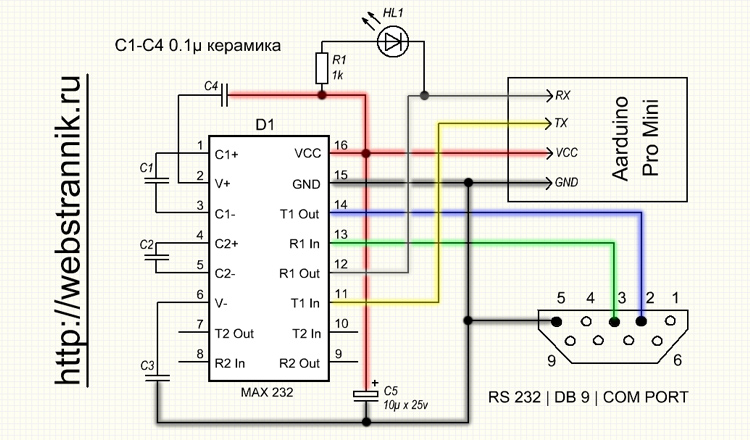 HL1
C1-C4 0.1µ керамика
R1
1k
C4
RX
TX
VCC
GND
Aarduino
Pro Mini
http://webstrannik.ru
D1
1 C1+ VCC 16
2 V+ GND 15
3 C1- T1 Out 14
4 C2+ R1 In 13
5 C2- R1 Out 12
6 V- T1 In 11
7 T2 Out T2 In 10
8 R2 In R2 Out 9
C1
C2
C3
MAX 232
+
C5
10µ x 25v
5 4 3 2 1
9 6
RS 232 | DB 9 | COM PORT